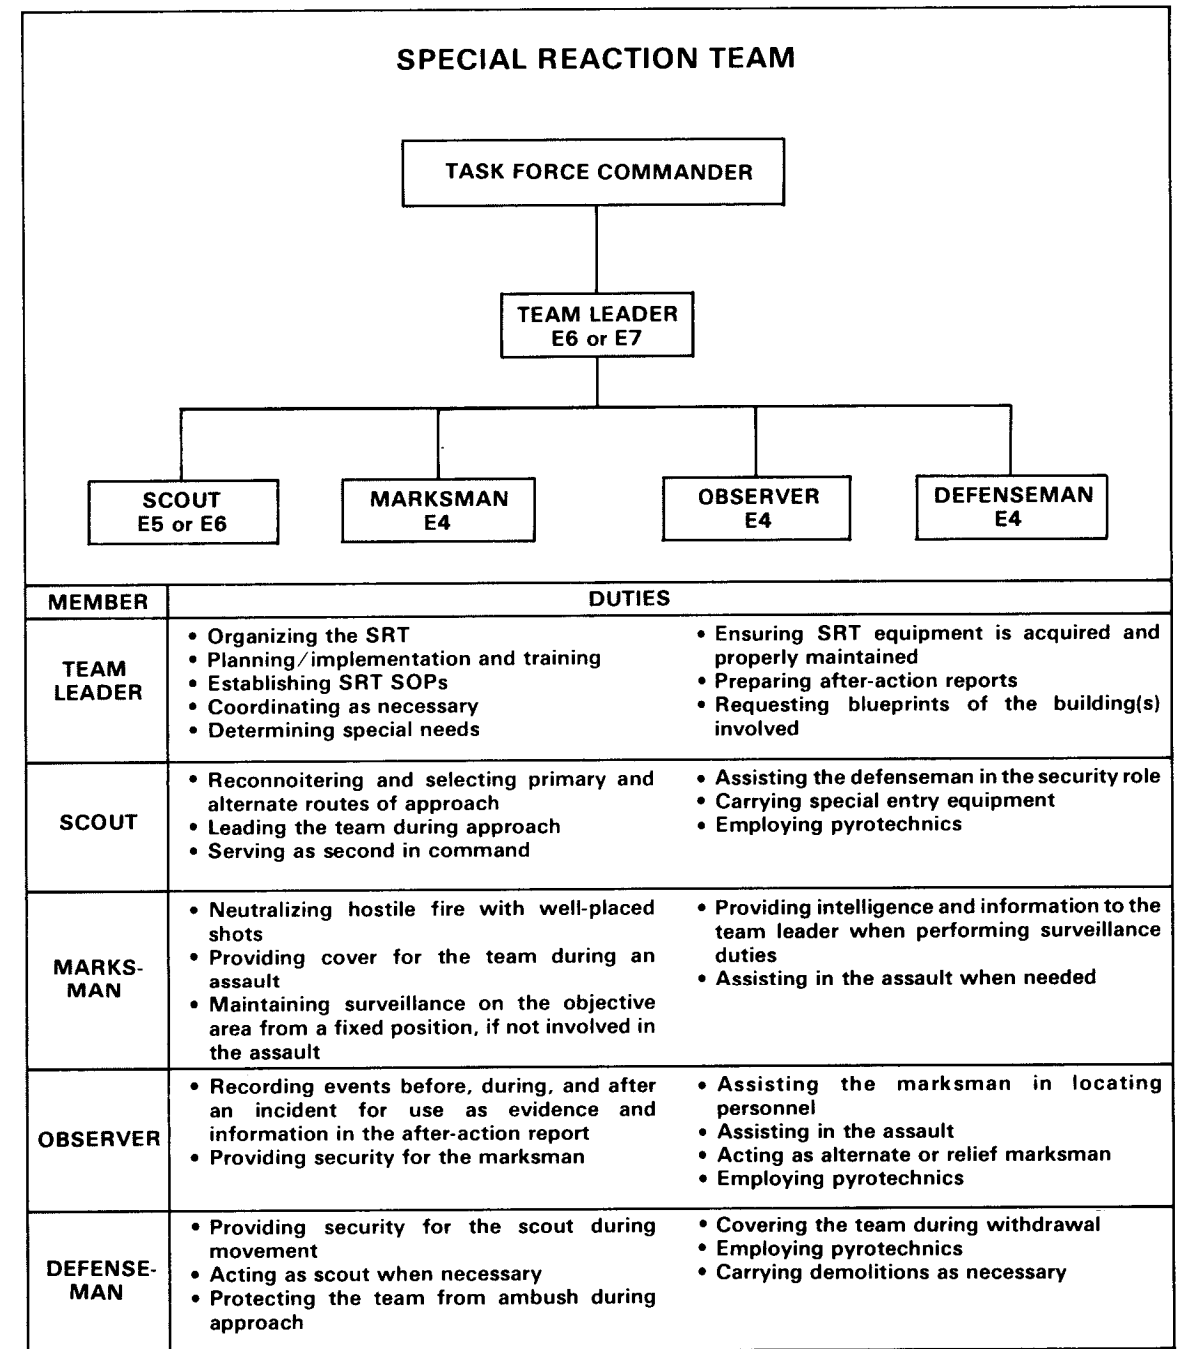 SPECIAL REACTION TEAM
TASK FORCE COMMANDER
TEAM LEADER
E6 or E7
SCOUT
E5 or E6
MARKSMAN
E4
OBSERVER
E4
DEFENSEMAN
E4
MEMBER
DUTIES
TEAM
LEADER
• Organizing the SRT
• Planning/implementation and training
• Establishing SRT SOPs
• Coordinating as necessary
• Determining special needs
• Ensuring SRT equipment is acquired and
properly maintained
• Preparing after-action reports
• Requesting blueprints of the building(s)
involved
SCOUT
• Reconnoitering and selecting primary and
alternate routes of approach
• Leading the team during approach
• Serving as second in command
• Assisting the defenseman in the security role
• Carrying special entry equipment
• Employing pyrotechnics
MARKS-
MAN
• Neutralizing hostile fire with well-placed
shots
• Providing cover for the team during an
assault
• Maintaining surveillance on the objective
area from a fixed position, if not involved in
the assault
• Providing intelligence and information to the
team leader when performing surveillance
duties
• Assisting in the assault when needed
OBSERVER
• Recording events before, during, and after
an incident for use as evidence and
information in the after-action report
• Providing security for the marksman
• Assisting the marksman in locating
personnel
• Assisting in the assault
• Acting as alternate or relief marksman
• Employing pyrotechnics
DEFENSE-
MAN
• Providing security for the scout during
movement
• Acting as scout when necessary
• Protecting the team from ambush during
approach
• Covering the team during withdrawal
• Employing pyrotechnics
• Carrying demolitions as necessary